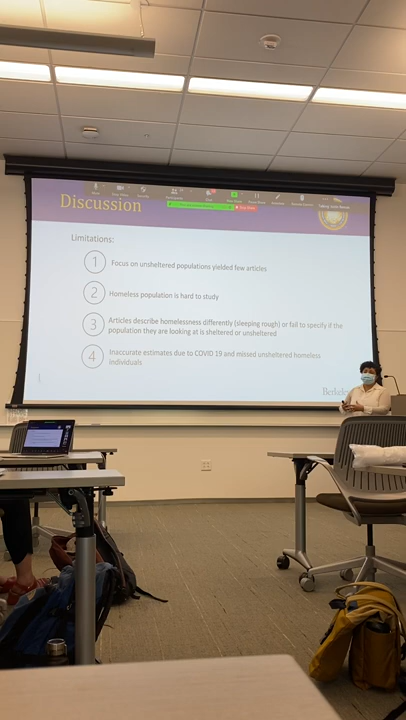 Discussion
Limitations:
1 Focus on unsheltered populations yielded few articles
2 Homeless population is hard to study
3 Articles describe homelessness differently (sleeping rough) or fail to specify if the
population they are looking at is sheltered or unsheltered
4 Inaccurate estimates due to COVID 19 and missed unsheltered homeless
individuals